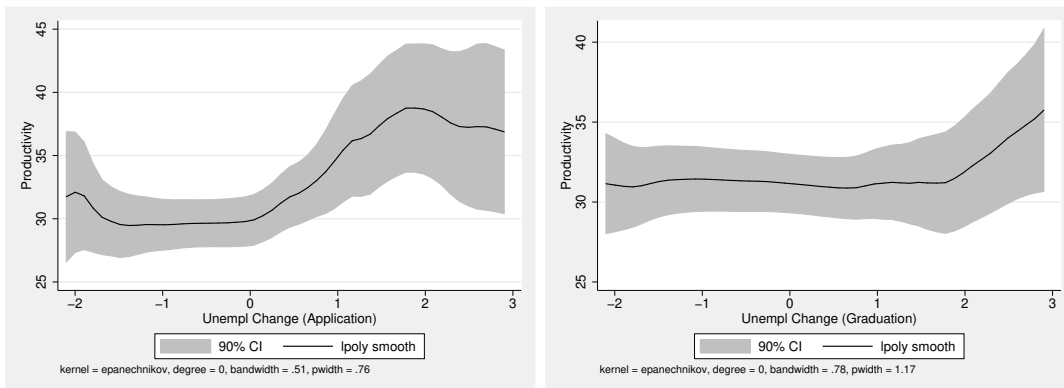 45
40
35
30
25
Productivity
−2 −1 0 1 2 3
Unempl Change (Application)
90% CI lpoly smooth
kernel = epanechnikov, degree = 0, bandwidth = .51, pwidth = .76
40
35
30
25
Productivity
−2 −1 0 1 2 3
Unempl Change (Graduation)
90% CI lpoly smooth
kernel = epanechnikov, degree = 0, bandwidth = .78, pwidth = 1.17